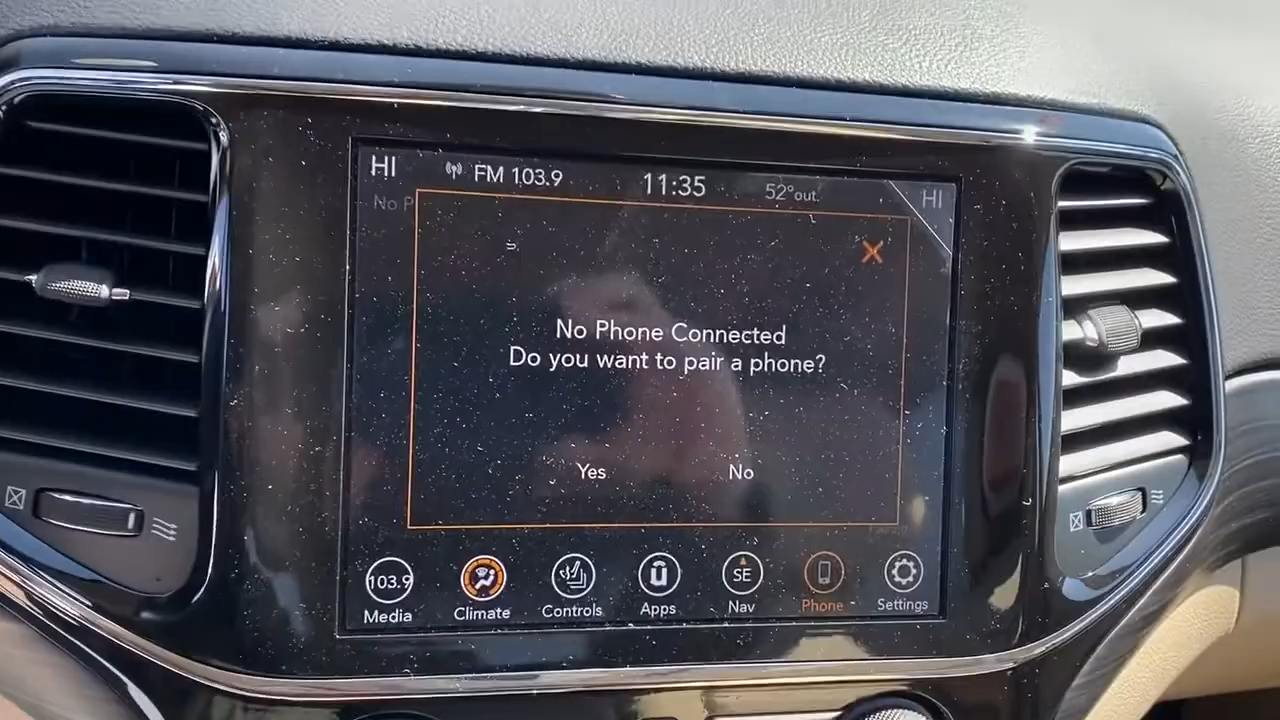 HI FM 103.9 11:35 52°out. HI
No P
No Phone Connected
Do you want to pair a phone?
Yes No
103.9 SE
Media Climate Controls Apps Nav Phone Settings